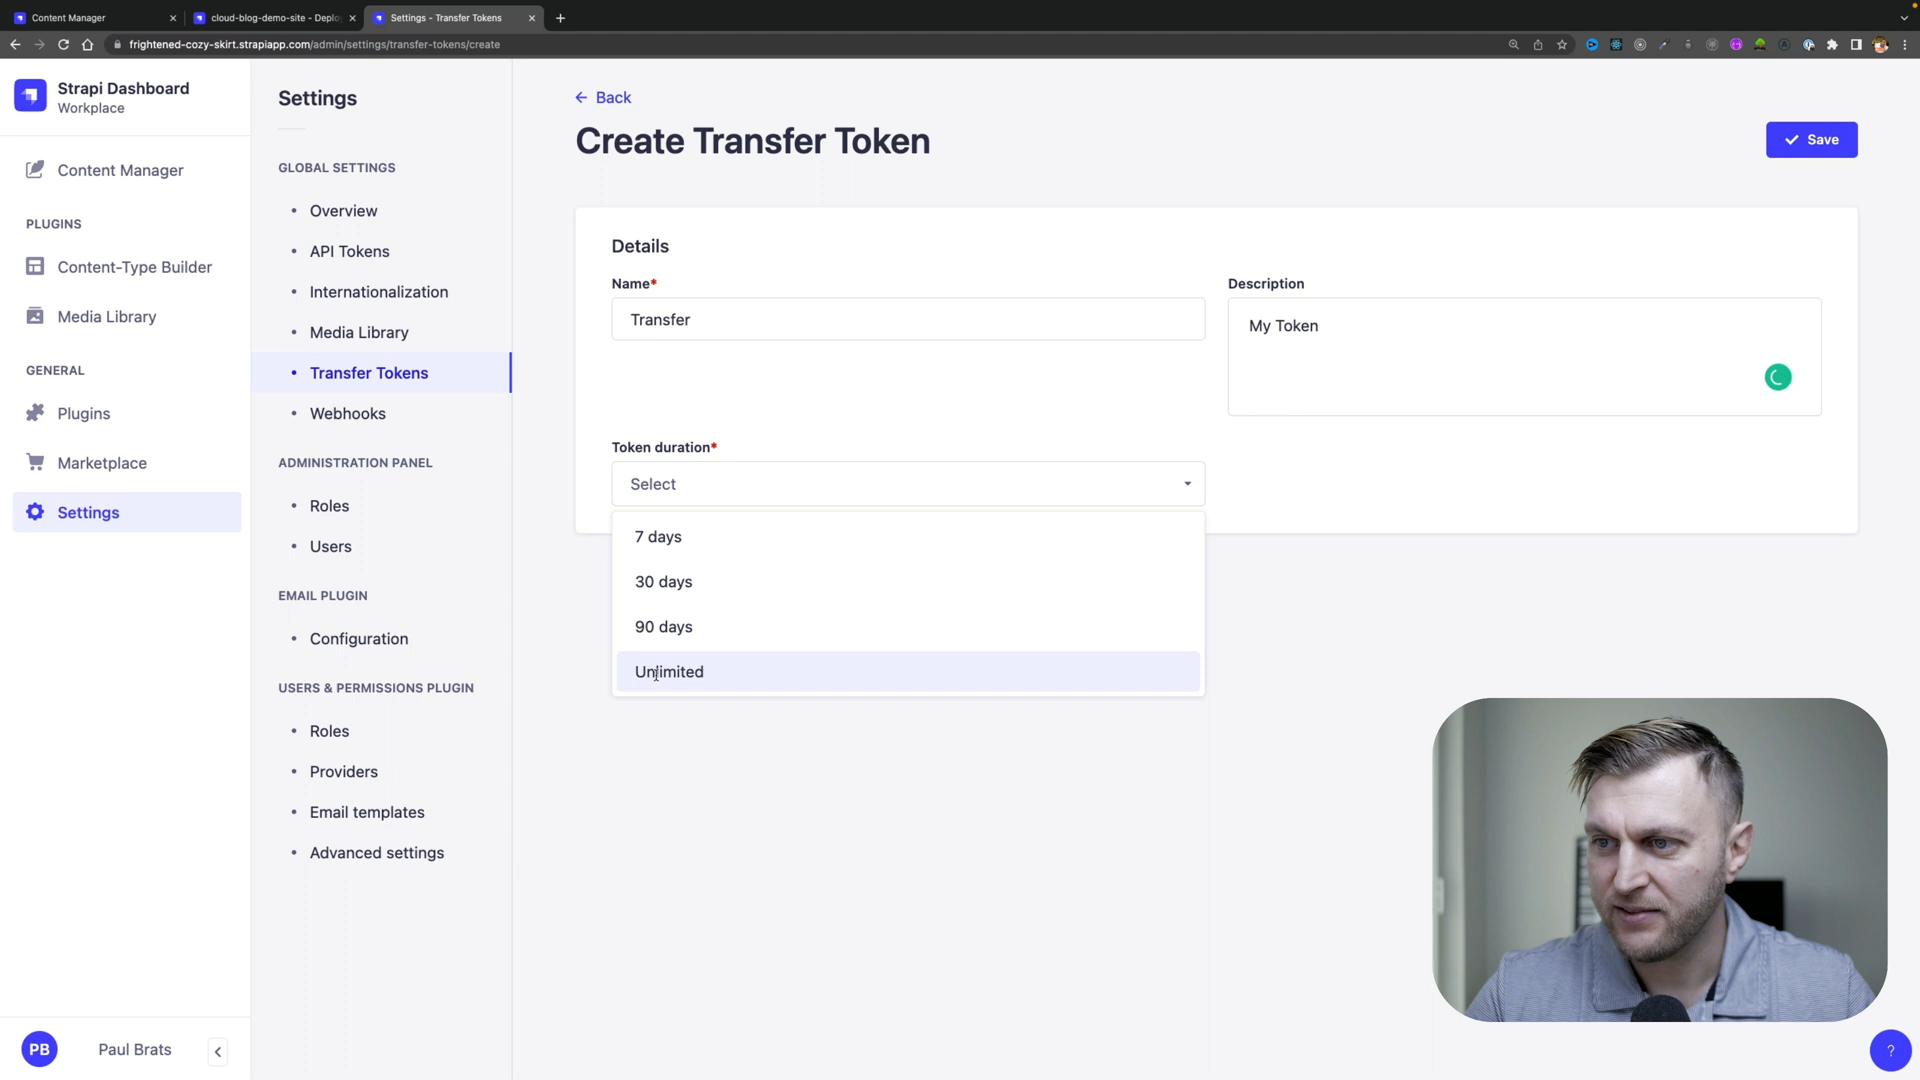 Content Manager
cloud-blog-demo-site - Deplo
Settings - Transfer Tokens
frightened-cozy-skirt.strapiapp.com/admin/settings/transfer-tokens/create
Strapi Dashboard
Workplace
Content Manager
PLUGINS
Content-Type Builder
Media Library
GENERAL
Plugins
Marketplace
Settings
PB
Paul Brats
Settings
GLOBAL SETTINGS
Overview
API Tokens
Internationalization
Media Library
Transfer Tokens
Webhooks
ADMINISTRATION PANEL
Roles
Users
EMAIL PLUGIN
Configuration
USERS & PERMISSIONS PLUGIN
Roles
Providers
Email templates
Advanced settings
Back
Create Transfer Token
Save
Details
Name*
Transfer
Description
My Token
Token duration*
Select
7 days
30 days
90 days
Unlimited
?